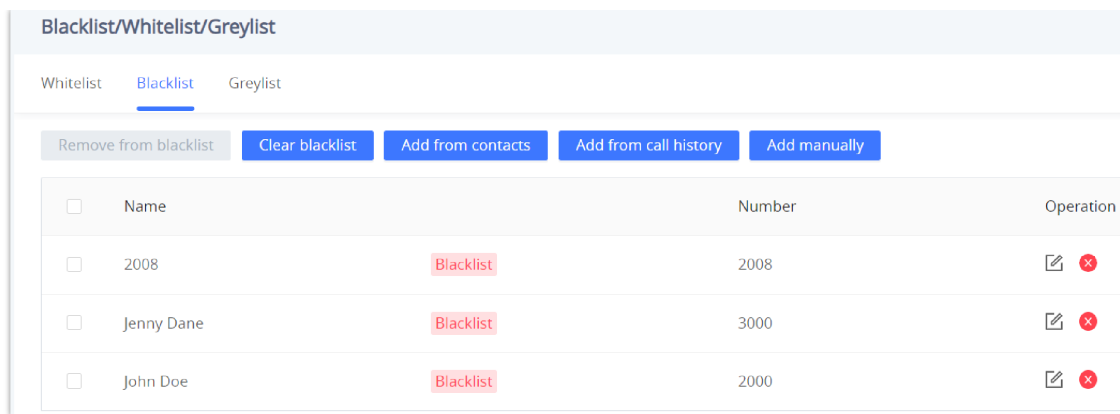 Blacklist/Whitelist/Greylist
Whitelist Blacklist Greylist
Remove from blacklist Clear blacklist Add from contacts Add from call history Add manually
Name Number Operation
2008 Blacklist 2008
Jenny Dane Blacklist 3000
John Doe Blacklist 2000